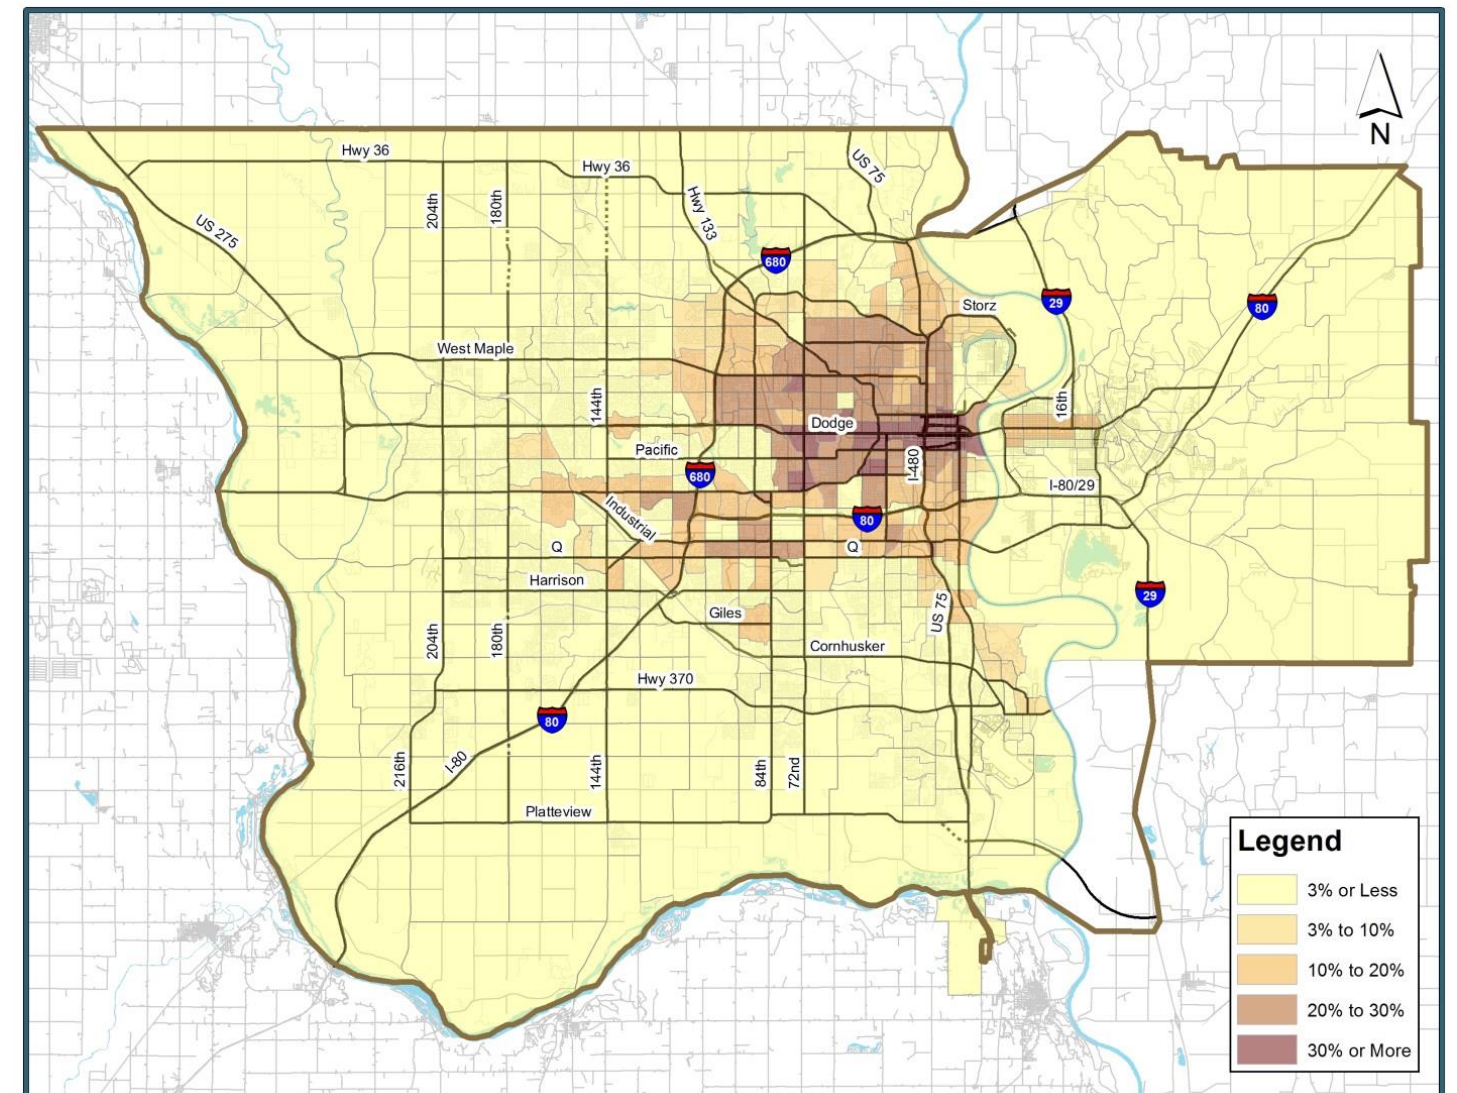 N
Hwy 36
Hwy 36
US 75
204th
180th
Hwy 133
US 275
680
29
80
Storz
West Maple
144th
16th
Dodge
Pacific
680
I-480
I-80/29
Industrial
80
Q
Q
Harrison
29
Giles
US 75
204th
180th
Cornhusker
Hwy 370
80
216th
I-80
144th
84th
72nd
Platteview
Legend
3% or Less
3% to 10%
10% to 20%
20% to 30%
30% or More